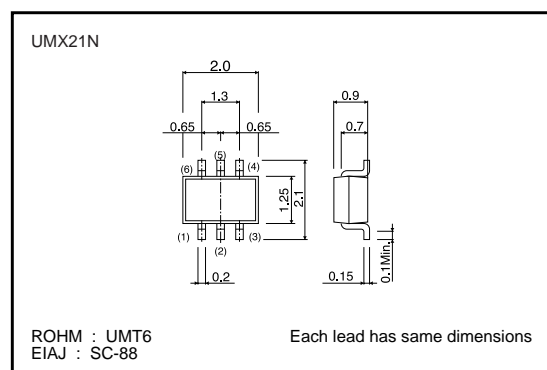 UMX21N
2.0
1.3
0.65 0.65
(6) (5) (4)
(1) (2) (3)
0.2
1.25
2.1
0.9
0.7
0.15
0.1Min.
ROHM : UMT6
EIAJ : SC-88
Each lead has same dimensions